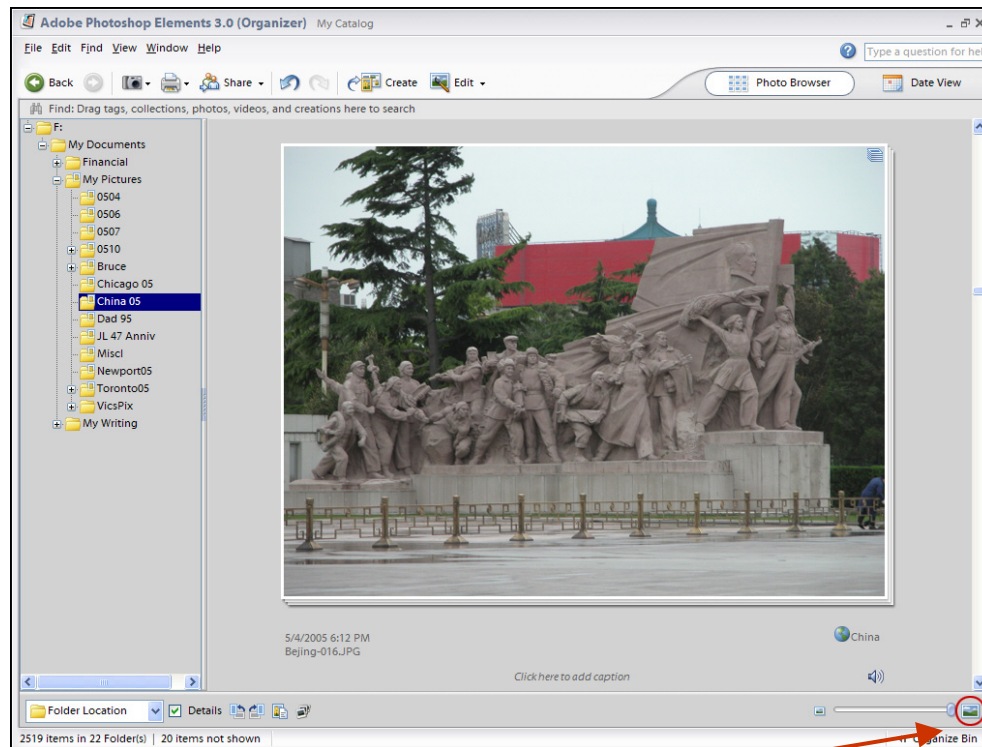 Adobe Photoshop Elements 3.0 (Organizer) My Catalog
File Edit Find View Window Help
Type a question for hel
Back Share Create Edit Photo Browser Date View
Find: Drag tags, collections, photos, videos, and creations here to search
F:
My Documents
Financial
My Pictures
0504
0506
0507
0510
Bruce
Chicago 05
China 05
Dad 95
JL 47 Anniv
Miscl
Newport05
Toronto05
VicsPix
My Writing
5/4/2005 6:12 PM
China
Bejing-016.JPG
Click here to add caption
Folder Location Details
2519 items in 22 Folder(s) | 20 items not shown
Bin